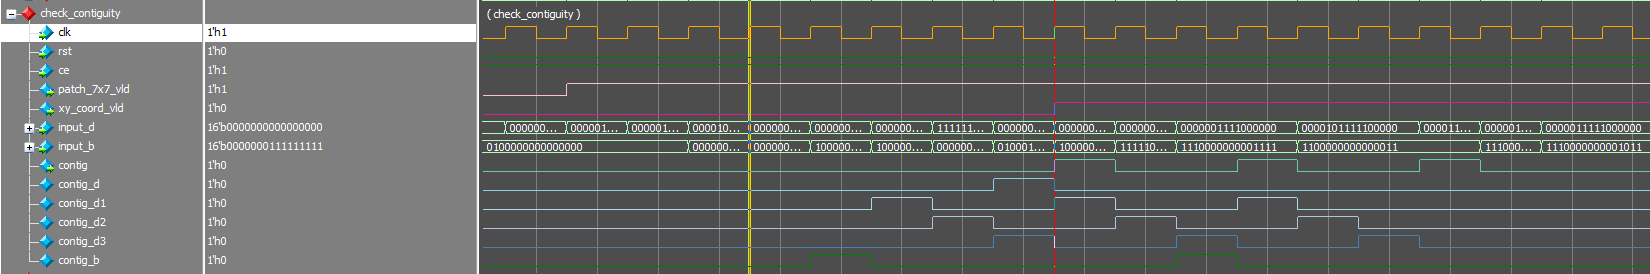 check_contiguity
( check_contiguity )
clk 1'h1
rst 1'h0
ce 1'h1
patch_7x7_vld 1'h1
xy_coord_vld 1'h0
input_d 16'b0000000000000000 000000... 000001... 000001... 000010... 000000... 000000... 000000... 111111... 000000... 000000... 000000... 0000001111000000 0000101111100000 000011... 000001... 0000011111000000
input_b 16'b0000000111111111 0100000000000000 000000... 000000... 100000... 100000... 000000... 010001... 100000... 111110... 1110000000001111 1100000000000011 111000... 1110000000001011
contig 1'h0
contig_d 1'h0
contig_d1 1'h0
contig_d2 1'h0
contig_d3 1'h0
contig_b 1'h0